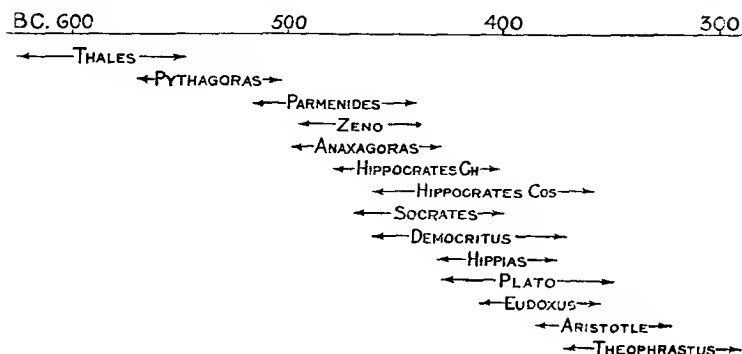 B.C. 600 500 400 300
THALES
PYTHAGORAS
PARMENIDES
ZENO
ANAXAGORAS
HIPPOCRATES CH
HIPPOCRATES COS
SOCRATES
DEMOCRITUS
HIPPIAS
PLATO
EUDOXUS
ARISTOTLE
THEOPHRASTUS